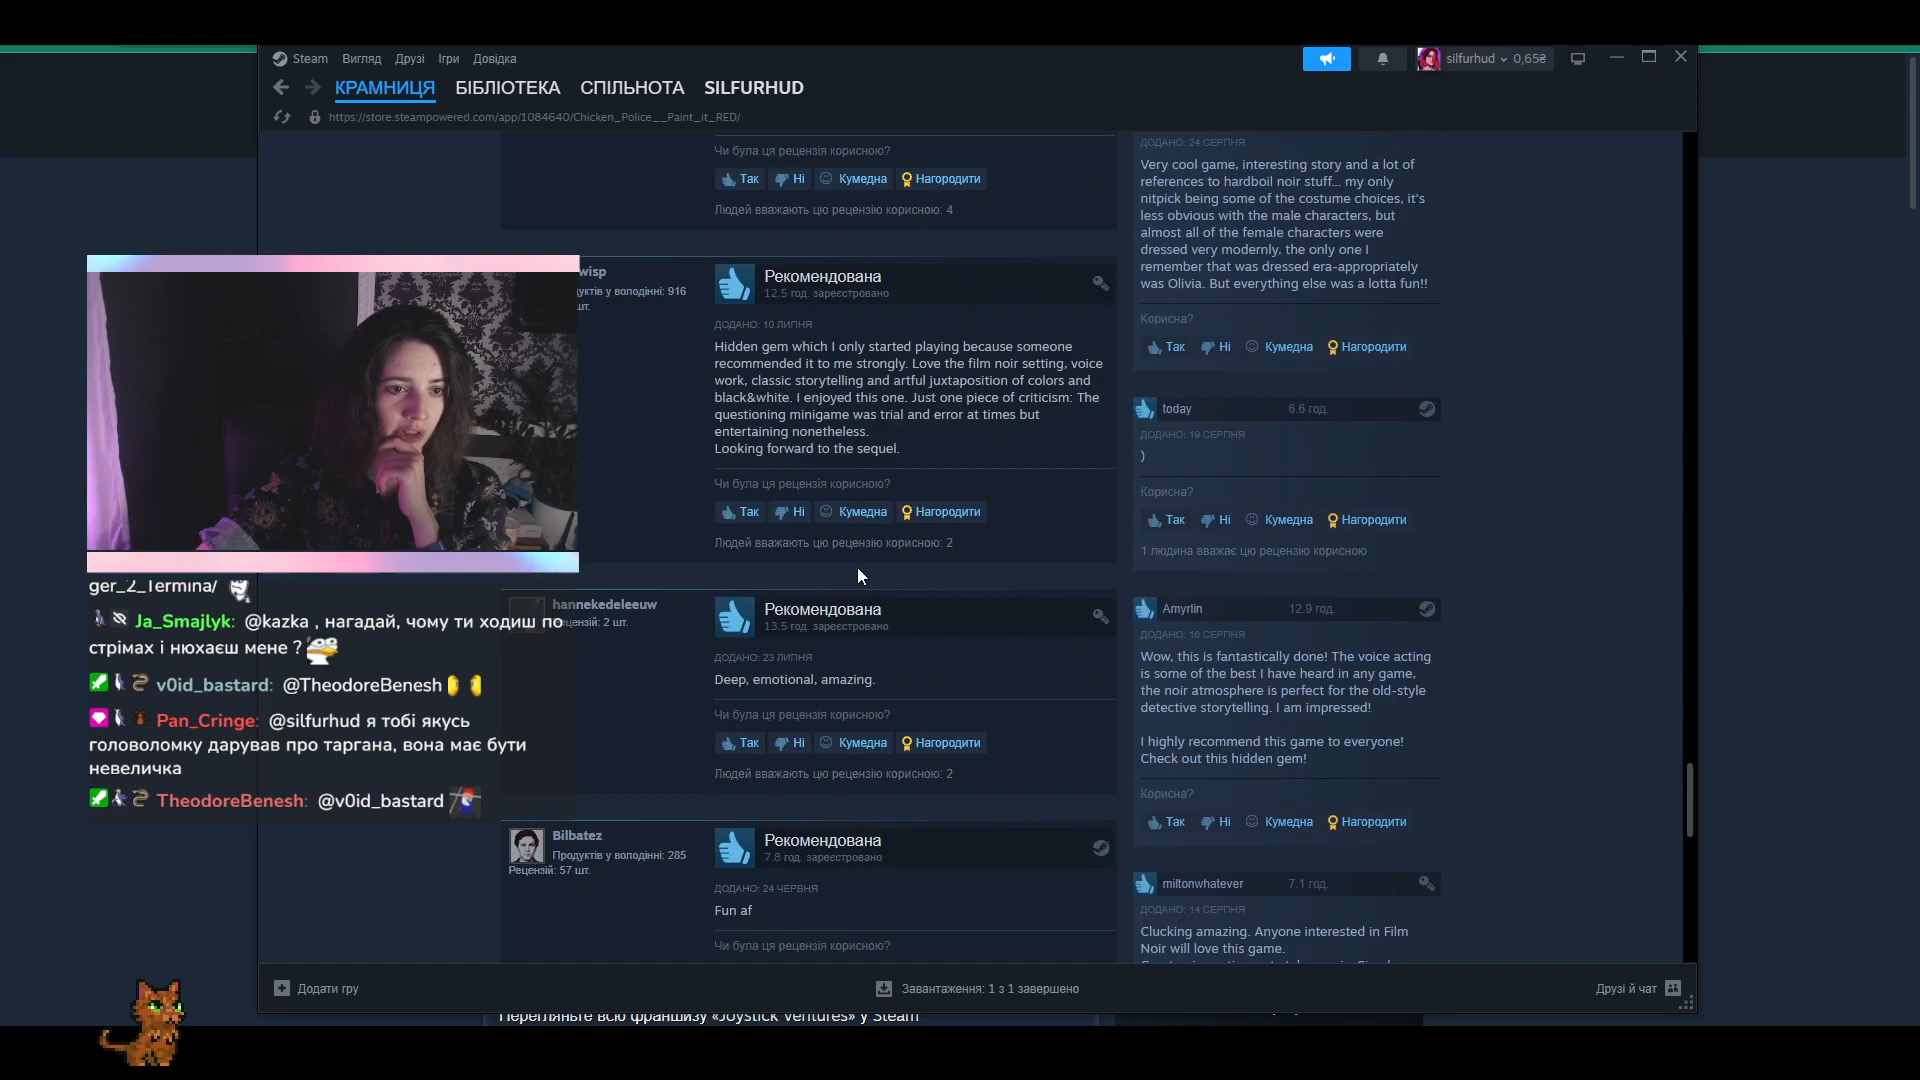 Steam Вигляд Друзі Ігри Довідка
silfurhud 0,65₴
КРАМНИЦЯ БІБЛІОТЕКА СПІЛЬНОТА SILFURHUD
https://store.steampowered.com/app/1084640/Chicken_Police__Paint_it_RED/
Чи була ця рецензія корисною?
Так Ні Кумедна Нагородити
Людей вважають цю рецензію корисною: 4
wisp
дуктів у володінні: 916
шт.
Рекомендована
12.5 год. зареєстровано
ДОДАНО: 10 ЛИПНЯ
Hidden gem which I only started playing because someone
recommended it to me strongly. Love the film noir setting, voice
work, classic storytelling and artful juxtaposition of colors and
black&white. I enjoyed this one. Just one piece of criticism: The
questioning minigame was trial and error at times but
entertaining nonetheless.
Looking forward to the sequel.
Чи була ця рецензія корисною?
Так Ні Кумедна Нагородити
Людей вважають цю рецензію корисною: 2
hannekedeleeuw
ецензій: 2 шт.
Рекомендована
13.5 год. зареєстровано
ДОДАНО: 23 ЛИПНЯ
Deep, emotional, amazing.
Чи була ця рецензія корисною?
Так Ні Кумедна Нагородити
Людей вважають цю рецензію корисною: 2
Bilbatez
Продуктів у володінні: 285
Рецензій: 57 шт.
Рекомендована
7.8 год. зареєстровано
ДОДАНО: 24 ЧЕРВНЯ
Fun af
Чи була ця рецензія корисною?
ДОДАНО: 24 СЕРПНЯ
Very cool game, interesting story and a lot of
references to hardboil noir stuff... my only
nitpick being some of the costume choices, it's
less obvious with the male characters, but
almost all of the female characters were
dressed very modernly, the only one I
remember that was dressed era-appropriately
was Olivia. But everything else was a lotta fun!!
Корисна?
Так Ні Кумедна Нагородити
today 6.6 год.
ДОДАНО: 19 СЕРПНЯ
)
Корисна?
Так Ні Кумедна Нагородити
1 людина вважає цю рецензію корисною
Amyrlin 12.9 год.
ДОДАНО: 16 СЕРПНЯ
Wow, this is fantastically done! The voice acting
is some of the best I have heard in any game,
the noir atmosphere is perfect for the old-style
detective storytelling. I am impressed!
I highly recommend this game to everyone!
Check out this hidden gem!
Корисна?
Так Ні Кумедна Нагородити
miltonwhatever 7.1 год.
ДОДАНО: 14 СЕРПНЯ
Clucking amazing. Anyone interested in Film
Noir will love this game.
ger_2_Termina/
Ja_Smajlyk: @kazka , нагадай, чому ти ходиш по
стрімах і нюхаєш мене ?
v0id_bastard: @TheodoreBenesh
Pan_Cringe: @silfurhud я тобі якусь
головоломку дарував про таргана, вона має бути
невеличка
TheodoreBenesh: @v0id_bastard
Додати гру
Завантаження: 1 з 1 завершено
Друзі й чат
Перегляньте всю франшизу «Joystick Ventures» у Steam